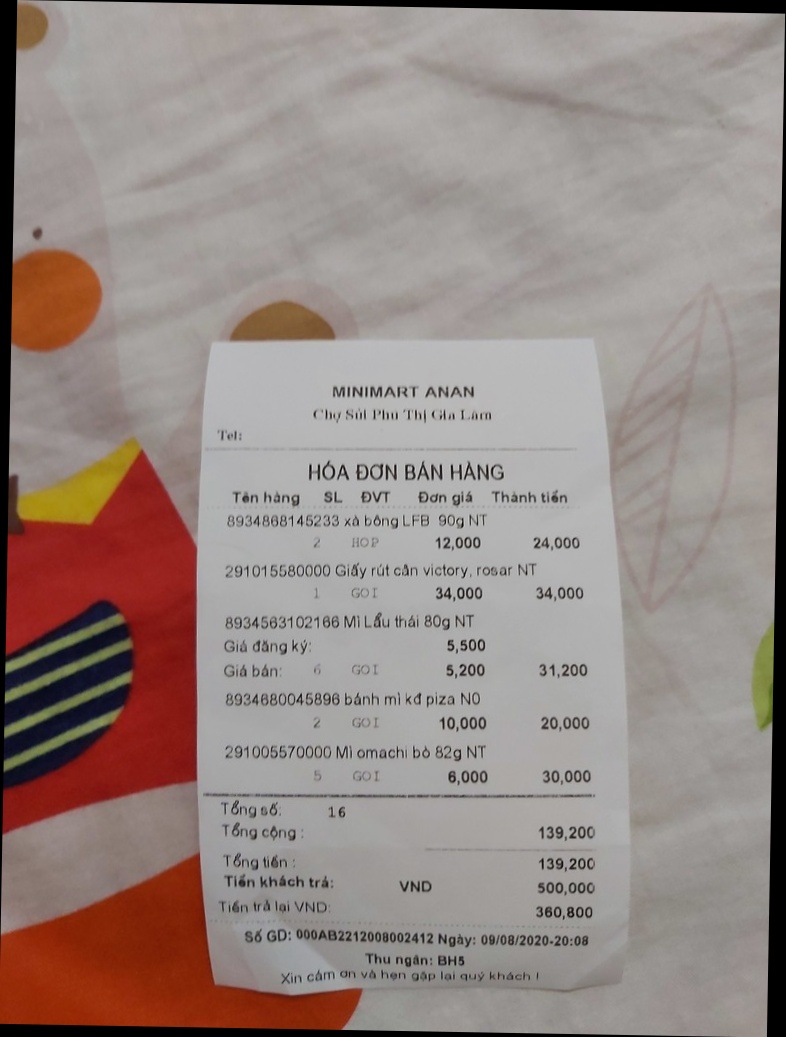 MINIMART ANAN
Chợ Sủi Phú Thị Gia Lâm
Tel:
HÓA ĐƠN BÁN HÀNG
Tên hàng SL ĐVT Đơn giá Thành tiền
8934868145233 xà bông LFB 90g NT
2 HOP 12,000 24,000
291015580000 Giấy rút cân victory, rosar NT
1 GOI 34,000 34,000
8934563102166 Mì Lẩu thái 80g NT
Giá đăng ký: 5,500
Giá bán: 6 GOI 5,200 31,200
8934680045896 bánh mì kđ piza N0
2 GOI 10,000 20,000
291005570000 Mì omachi bò 82g NT
5 GOI 6,000 30,000
Tổng số: 16
Tổng cộng : 139,200
Tổng tiền : 139,200
Tiền khách trả: VND 500,000
Tiền trả lại VND: 360,800
Số GD: 000AB2212008002412 Ngày: 09/08/2020-20:08
Thu ngân: BH5
Xin cảm ơn và hẹn gặp lại quý khách !